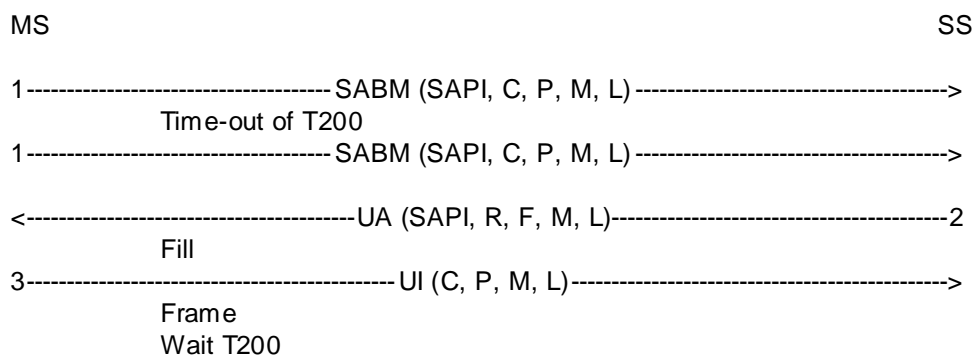 MS SS
1-------------------------------------- SABM (SAPI, C, P, M, L) --------------------------------------->
Time-out of T200
1-------------------------------------- SABM (SAPI, C, P, M, L) --------------------------------------->
<-----------------------------------------UA (SAPI, R, F, M, L)------------------------------------------2
Fill
3---------------------------------------------- UI (C, P, M, L)----------------------------------------------->
Frame
Wait T200